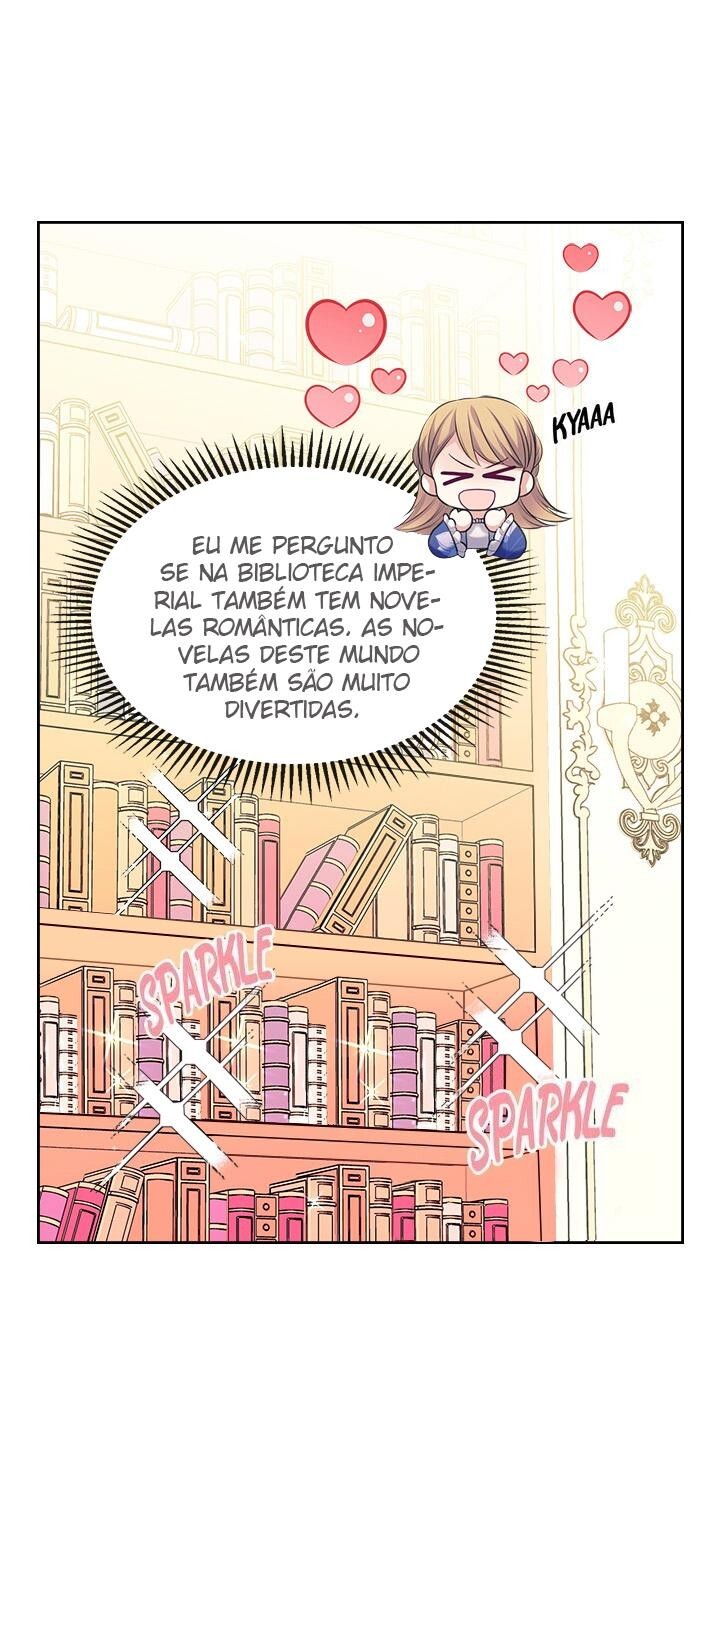 KYAAA
EU ME PERGUNTO
SE NA BIBLIOTECA IMPE-
RIAL TAMBÉM TEM NOVE-
LAS ROMÂNTICAS. AS NO-
VELAS DESTE MUNDO
TAMBÉM SÃO MUITO
DIVERTIDAS.
SPARKLE
SPARKLE